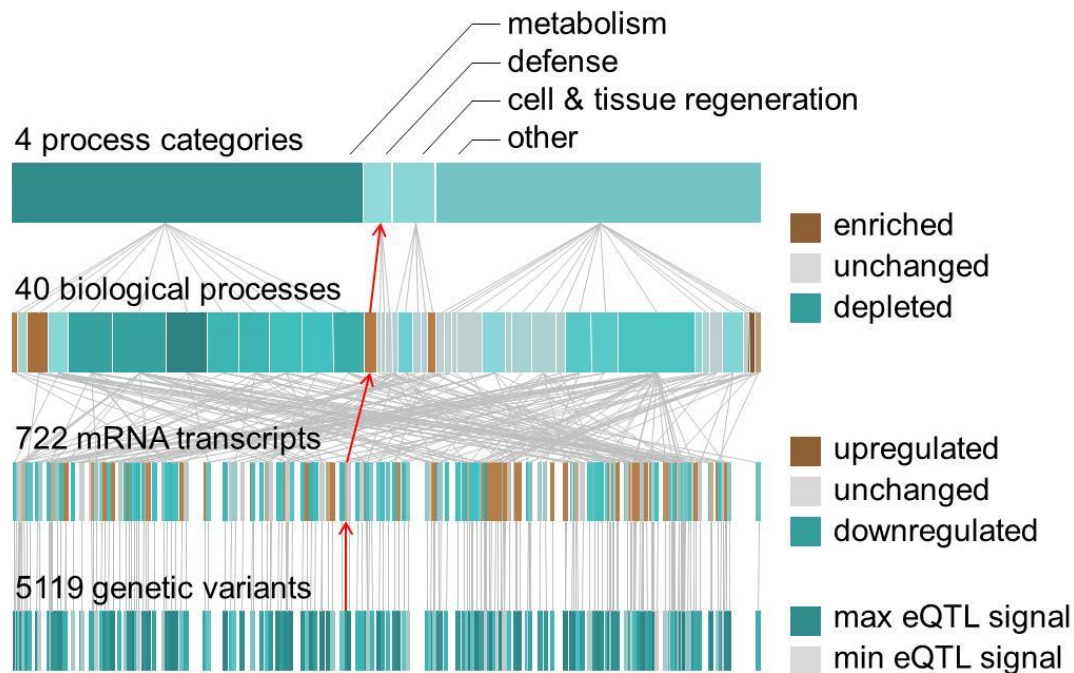 metabolism
defense
cell & tissue regeneration
other
4 process categories
enriched
unchanged
depleted
40 biological processes
722 mRNA transcripts
upregulated
unchanged
downregulated
5119 genetic variants
max eQTL signal
min eQTL signal